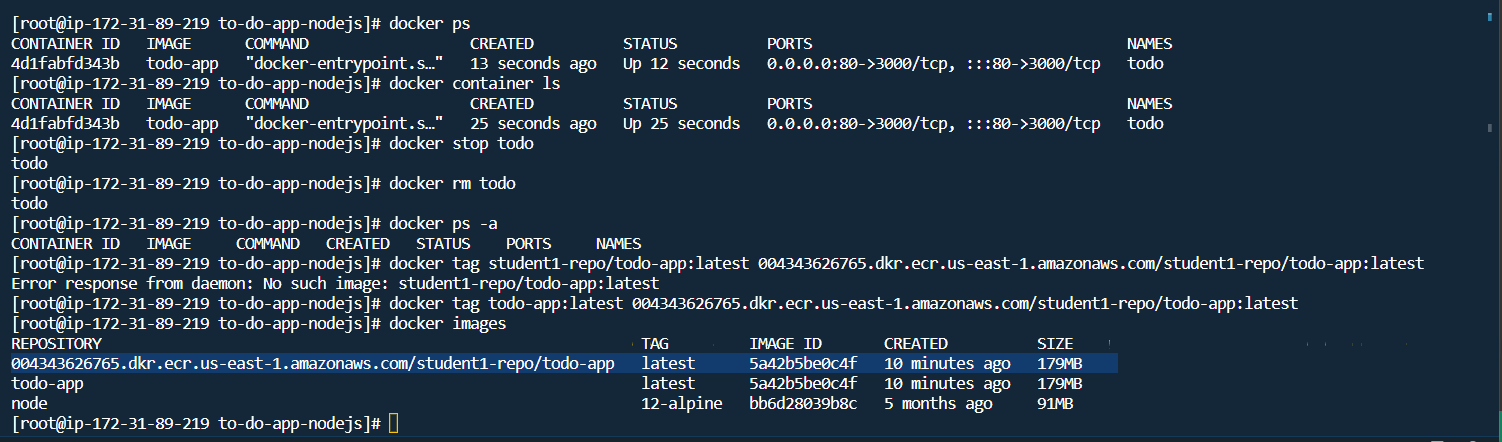 [root@ip-172-31-89-219 to-do-app-nodejs]# docker ps
CONTAINER ID   IMAGE      COMMAND                  CREATED          STATUS          PORTS                                   NAMES
4d1fabfd343b   todo-app   "docker-entrypoint.s…"   13 seconds ago   Up 12 seconds   0.0.0.0:80->3000/tcp, :::80->3000/tcp   todo
[root@ip-172-31-89-219 to-do-app-nodejs]# docker container ls
CONTAINER ID   IMAGE      COMMAND                  CREATED          STATUS          PORTS                                   NAMES
4d1fabfd343b   todo-app   "docker-entrypoint.s…"   25 seconds ago   Up 25 seconds   0.0.0.0:80->3000/tcp, :::80->3000/tcp   todo
[root@ip-172-31-89-219 to-do-app-nodejs]# docker stop todo
todo
[root@ip-172-31-89-219 to-do-app-nodejs]# docker rm todo
todo
[root@ip-172-31-89-219 to-do-app-nodejs]# docker ps -a
CONTAINER ID   IMAGE     COMMAND   CREATED   STATUS    PORTS     NAMES
[root@ip-172-31-89-219 to-do-app-nodejs]# docker tag student1-repo/todo-app:latest 004343626765.dkr.ecr.us-east-1.amazonaws.com/student1-repo/todo-app:latest
Error response from daemon: No such image: student1-repo/todo-app:latest
[root@ip-172-31-89-219 to-do-app-nodejs]# docker tag todo-app:latest 004343626765.dkr.ecr.us-east-1.amazonaws.com/student1-repo/todo-app:latest
[root@ip-172-31-89-219 to-do-app-nodejs]# docker images
REPOSITORY                                                            TAG         IMAGE ID       CREATED          SIZE
004343626765.dkr.ecr.us-east-1.amazonaws.com/student1-repo/todo-app   latest      5a42b5be0c4f   10 minutes ago   179MB
todo-app                                                              latest      5a42b5be0c4f   10 minutes ago   179MB
node                                                                  12-alpine   bb6d28039b8c   5 months ago     91MB
[root@ip-172-31-89-219 to-do-app-nodejs]#